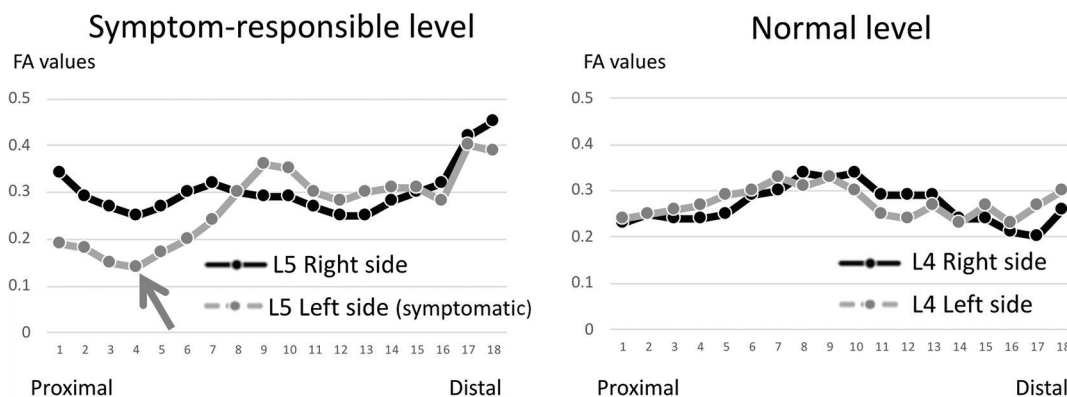 Symptom-responsible level
FA values
0.5
0.4
0.3
0.2
0.1
0
L5 Right side
L5 Left side (symptomatic)
1 2 3 4 5 6 7 8 9 10 11 12 13 14 15 16 17 18
Proximal Distal
Normal level
FA values
0.5
0.4
0.3
0.2
0.1
0
L4 Right side
L4 Left side
1 2 3 4 5 6 7 8 9 10 11 12 13 14 15 16 17 18
Proximal Distal